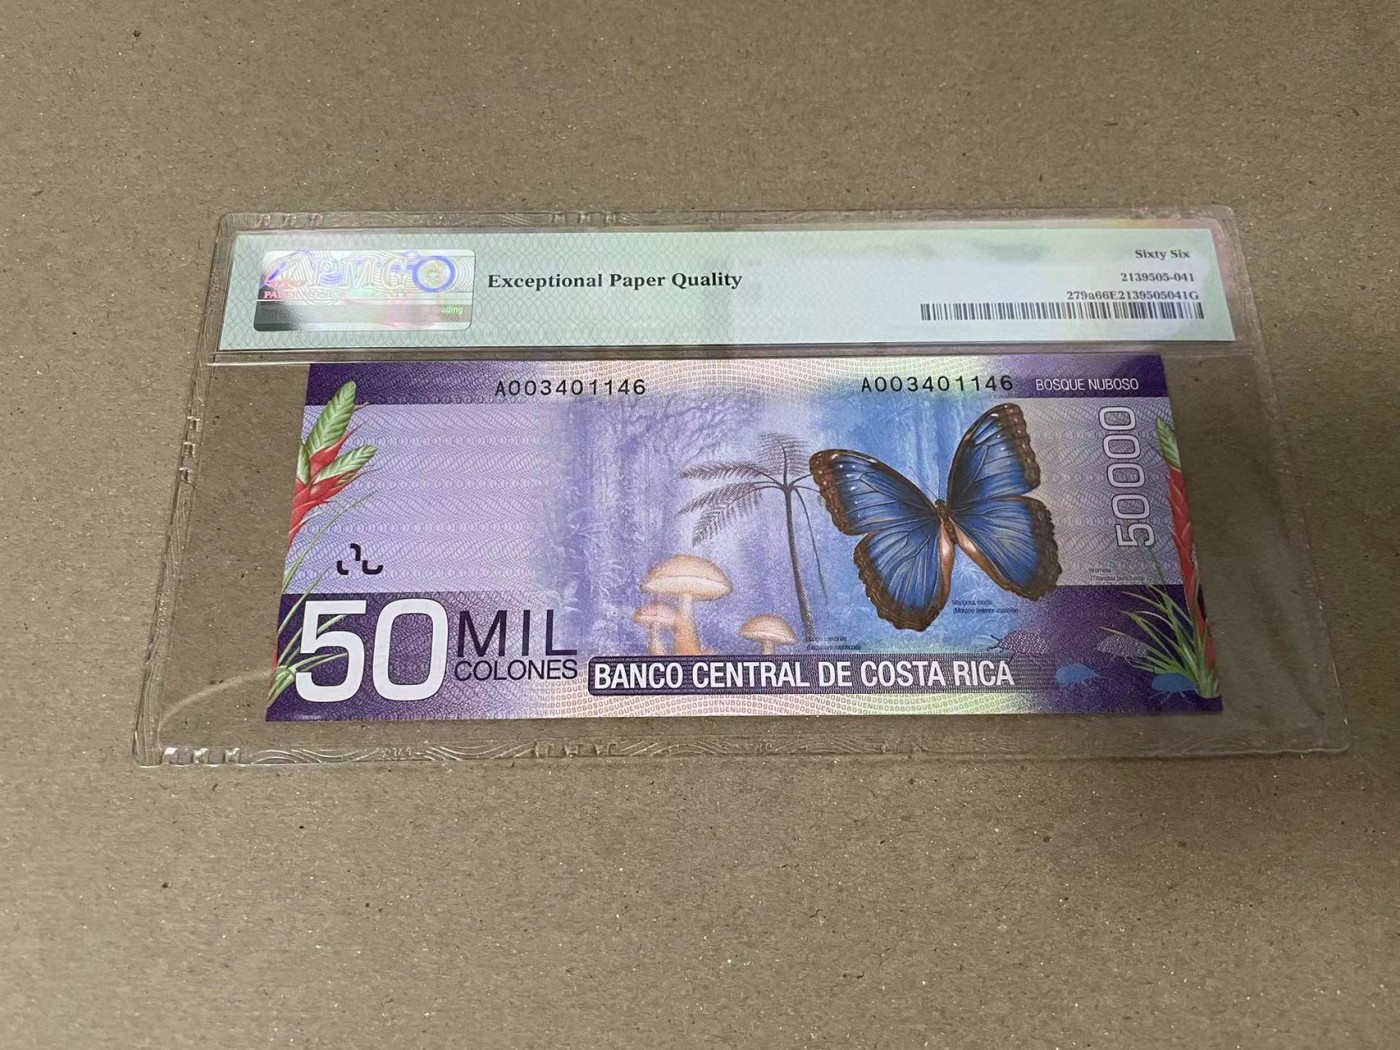 PMG
Grading
Exceptional Paper Quality
Sixty Six
2139505-041
279a66E2139505041G
A003401146
A003401146
BOSQUE NUBOSO
50000
50 MIL
COLONES
BANCO CENTRAL DE COSTA RICA